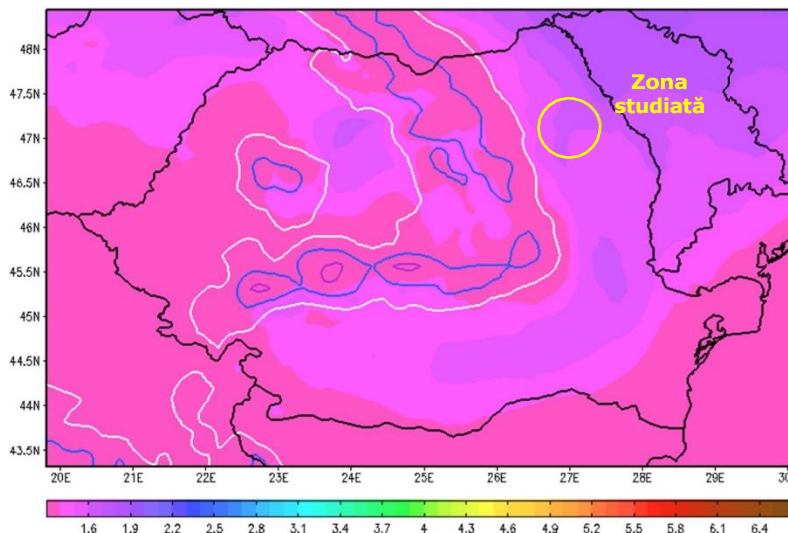 48N
47.5N
47N
46.5N
46N
45.5N
45N
44.5N
44N
43.5N
Zona
studiată
20E 21E 22E 23E 24E 25E 26E 27E 28E 29E 30
1.6 1.9 2.2 2.5 2.8 3.1 3.4 3.7 4 4.3 4.6 4.9 5.2 5.5 5.8 6.1 6.4